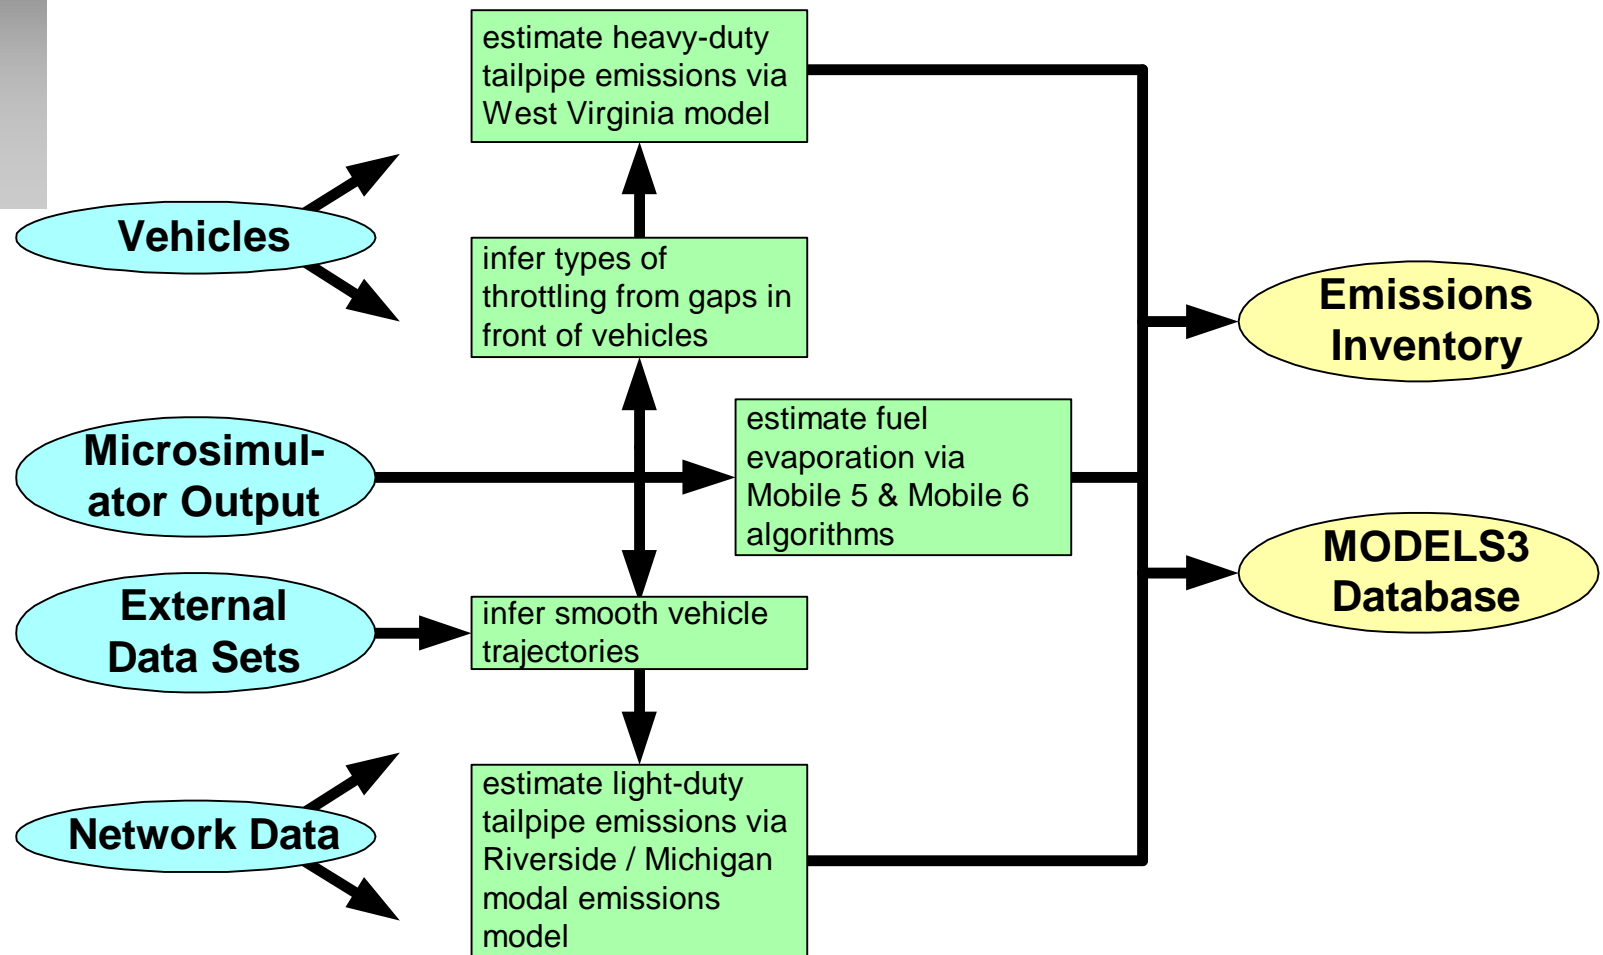 estimate heavy-duty
tailpipe emissions via
West Virginia model
Vehicles
infer types of
throttling from gaps in
front of vehicles
Emissions
Inventory
Microsimul-
ator Output
estimate fuel
evaporation via
Mobile 5 & Mobile 6
algorithms
MODELS3
Database
External
Data Sets
infer smooth vehicle
trajectories
Network Data
estimate light-duty
tailpipe emissions via
Riverside / Michigan
modal emissions
model